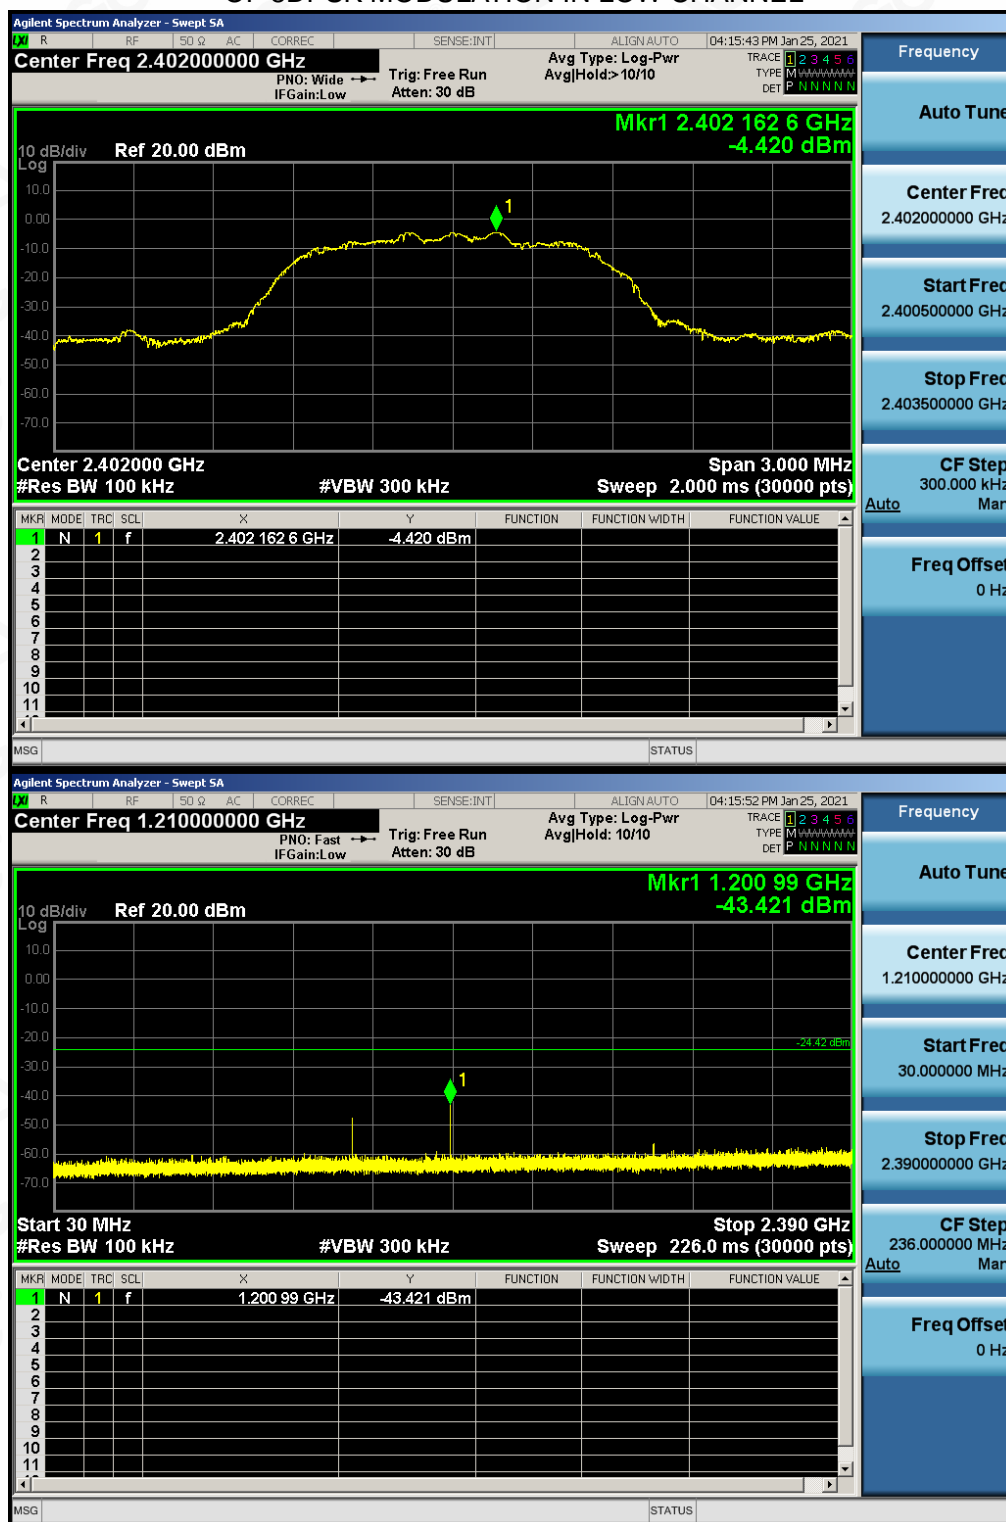 OF 8DPSK MODULATION IN LOW CHANNEL
Agilent Spectrum Analyzer - Swept SA
LXI R RF 50 Ω AC CORREC SENSE:INT ALIGN AUTO 04:15:43 PM Jan 25, 2021
Center Freq 2.402000000 GHz
PNO: Wide
IFGain:Low
Trig: Free Run
Atten: 30 dB
Avg Type: Log-Pwr
Avg|Hold:>10/10
TRACE 1 2 3 4 5 6
TYPE M
DET P N N N N N
Mkr1 2.402 162 6 GHz
-4.420 dBm
10 dB/div Ref 20.00 dBm
Log
10.0
0.00
-10.0
-20.0
-30.0
-40.0
-50.0
-60.0
-70.0
1
Center 2.402000 GHz Span 3.000 MHz
#Res BW 100 kHz #VBW 300 kHz Sweep 2.000 ms (30000 pts)
MKR MODE TRC SCL X Y FUNCTION FUNCTION WIDTH FUNCTION VALUE
1 N 1 f 2.402 162 6 GHz -4.420 dBm
2
3
4
5
6
7
8
9
10
11
MSG STATUS
Frequency
Auto Tune
Center Freq
2.402000000 GHz
Start Freq
2.400500000 GHz
Stop Freq
2.403500000 GHz
CF Step
300.000 kHz
Auto Man
Freq Offset
0 Hz
Agilent Spectrum Analyzer - Swept SA
LXI R RF 50 Ω AC CORREC SENSE:INT ALIGN AUTO 04:15:52 PM Jan 25, 2021
Center Freq 1.210000000 GHz
PNO: Fast
IFGain:Low
Trig: Free Run
Atten: 30 dB
Avg Type: Log-Pwr
Avg|Hold: 10/10
TRACE 1 2 3 4 5 6
TYPE M
DET P N N N N N
Mkr1 1.200 99 GHz
-43.421 dBm
10 dB/div Ref 20.00 dBm
Log
10.0
0.00
-10.0
-20.0
-30.0
-40.0
-50.0
-60.0
-70.0
-24.42 dBm
1
Start 30 MHz Stop 2.390 GHz
#Res BW 100 kHz #VBW 300 kHz Sweep 226.0 ms (30000 pts)
MKR MODE TRC SCL X Y FUNCTION FUNCTION WIDTH FUNCTION VALUE
1 N 1 f 1.200 99 GHz -43.421 dBm
2
3
4
5
6
7
8
9
10
11
MSG STATUS
Frequency
Auto Tune
Center Freq
1.210000000 GHz
Start Freq
30.000000 MHz
Stop Freq
2.390000000 GHz
CF Step
236.000000 MHz
Auto Man
Freq Offset
0 Hz